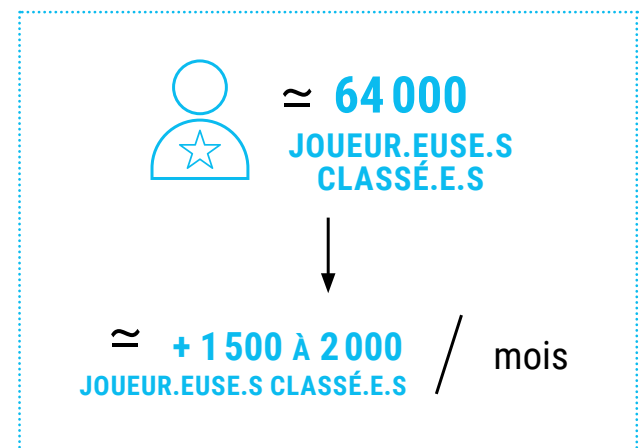 ≃ 64 000
JOUEUR.EUSE.S
CLASSÉ.E.S
≃ + 1 500 À 2 000 / mois
JOUEUR.EUSE.S CLASSÉ.E.S